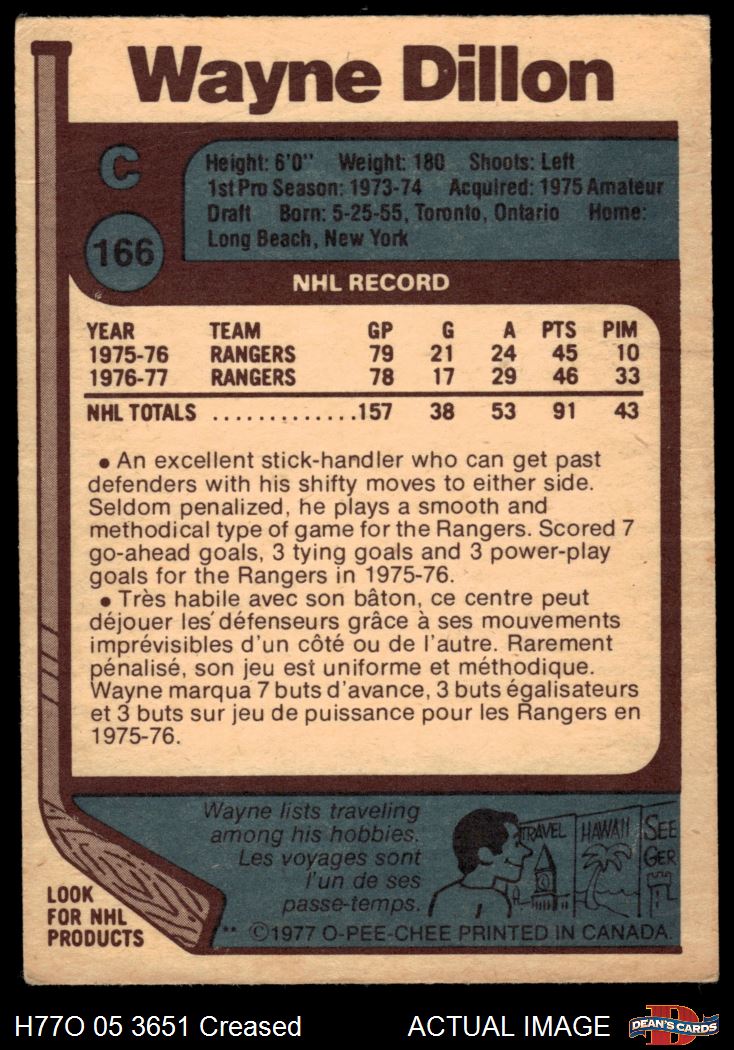 Wayne Dillon
C
166
Height: 6'0" Weight: 180 Shoots: Left
1st Pro Season: 1973-74 Acquired: 1975 Amateur
Draft Born: 5-25-55, Toronto, Ontario Home:
Long Beach, New York
NHL RECORD
YEAR TEAM GP G A PTS PIM
1975-76 RANGERS 79 21 24 45 10
1976-77 RANGERS 78 17 29 46 33
NHL TOTALS .............157 38 53 91 43
• An excellent stick-handler who can get past
defenders with his shifty moves to either side.
Seldom penalized, he plays a smooth and
methodical type of game for the Rangers. Scored 7
go-ahead goals, 3 tying goals and 3 power-play
goals for the Rangers in 1975-76.
• Très habile avec son bâton, ce centre peut
déjouer les défenseurs grâce à ses mouvements
imprévisibles d'un côté ou de l'autre. Rarement
pénalisé, son jeu est uniforme et méthodique.
Wayne marqua 7 buts d'avance, 3 buts égalisateurs
et 3 buts sur jeu de puissance pour les Rangers en
1975-76.
Wayne lists traveling
among his hobbies.
Les voyages sont
l'un de ses
passe-temps.
TRAVEL HAWAII SEE
GER
LOOK
FOR NHL
PRODUCTS
** ©1977 O-PEE-CHEE PRINTED IN CANADA.
H77O 05 3651 Creased ACTUAL IMAGE DEAN'S CARDS